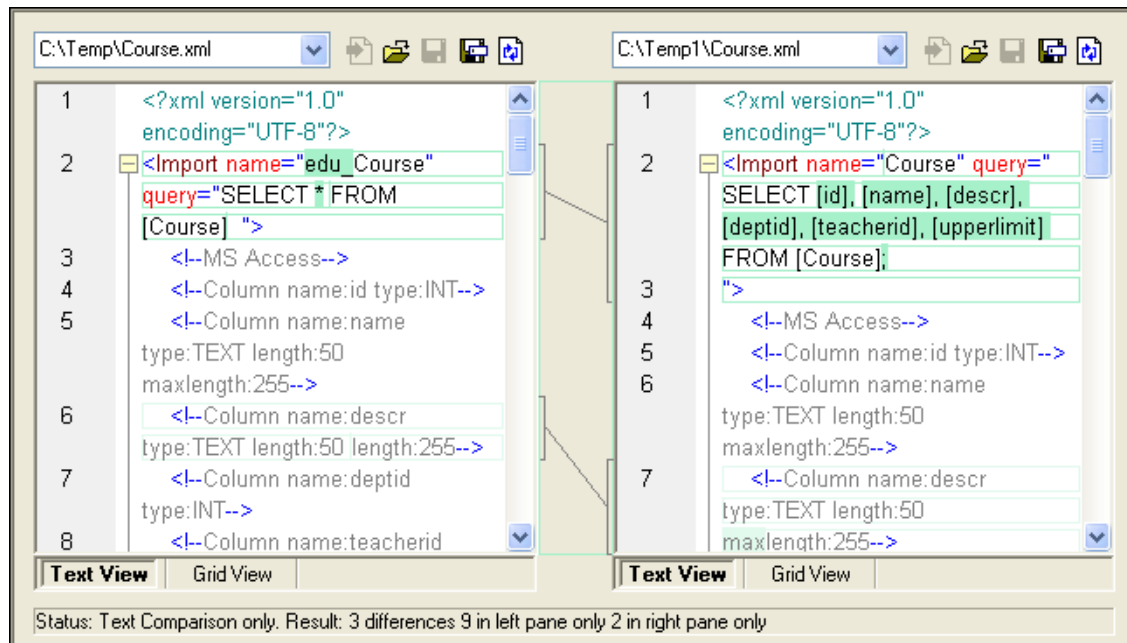 C:\Temp\Course.xml
1 <?xml version="1.0"
encoding="UTF-8"?>
2 <Import name="edu_Course"
query="SELECT * FROM
[Course] ">
3 <!--MS Access-->
4 <!--Column name:id type:INT-->
5 <!--Column name:name
type:TEXT length:50
maxlength:255-->
6 <!--Column name:descr
type:TEXT length:50 length:255-->
7 <!--Column name:deptid
type:INT-->
8 <!--Column name:teacherid
Text View Grid View
C:\Temp1\Course.xml
1 <?xml version="1.0"
encoding="UTF-8"?>
2 <Import name="Course" query="
SELECT [id], [name], [descr],
[deptid], [teacherid], [upperlimit]
FROM [Course];
3 ">
4 <!--MS Access-->
5 <!--Column name:id type:INT-->
6 <!--Column name:name
type:TEXT length:50
maxlength:255-->
7 <!--Column name:descr
type:TEXT length:50
maxlength:255-->
Text View Grid View
Status: Text Comparison only. Result: 3 differences 9 in left pane only 2 in right pane only